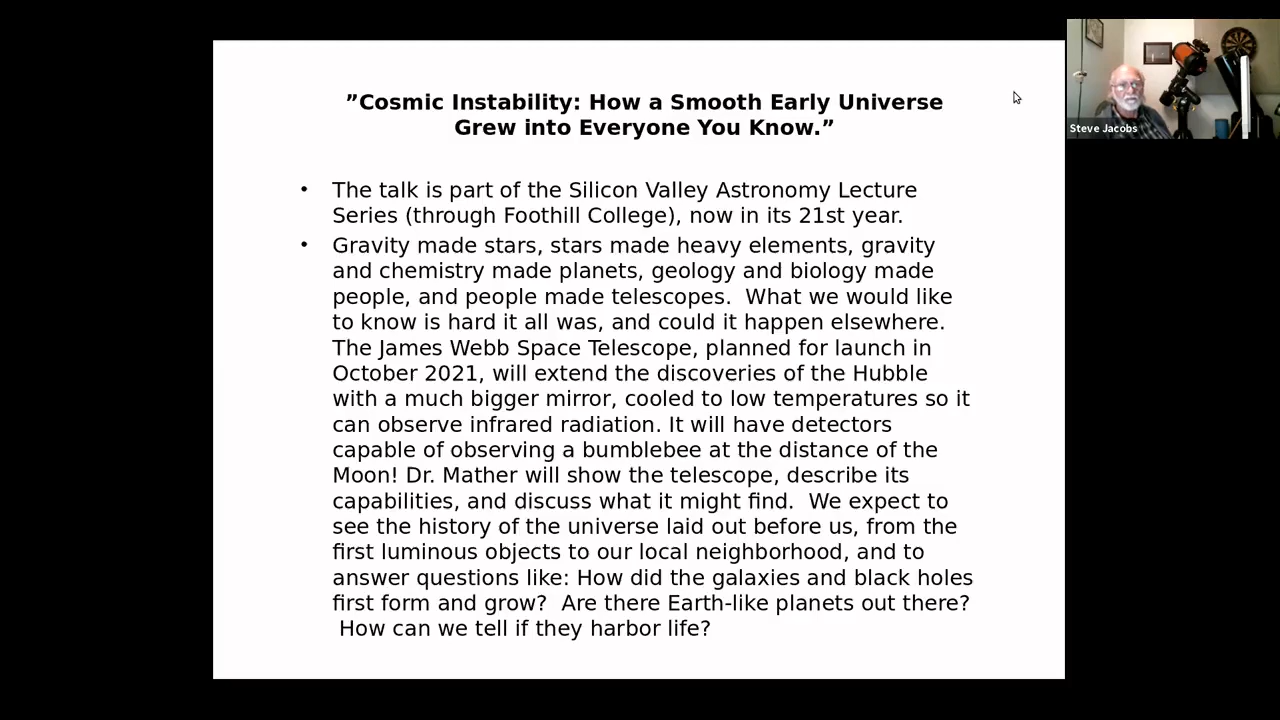 ”Cosmic Instability: How a Smooth Early Universe
Grew into Everyone You Know.”
• The talk is part of the Silicon Valley Astronomy Lecture
Series (through Foothill College), now in its 21st year.
• Gravity made stars, stars made heavy elements, gravity
and chemistry made planets, geology and biology made
people, and people made telescopes.  What we would like
to know is hard it all was, and could it happen elsewhere.
The James Webb Space Telescope, planned for launch in
October 2021, will extend the discoveries of the Hubble
with a much bigger mirror, cooled to low temperatures so it
can observe infrared radiation. It will have detectors
capable of observing a bumblebee at the distance of the
Moon! Dr. Mather will show the telescope, describe its
capabilities, and discuss what it might find.  We expect to
see the history of the universe laid out before us, from the
first luminous objects to our local neighborhood, and to
answer questions like: How did the galaxies and black holes
first form and grow?  Are there Earth-like planets out there?
How can we tell if they harbor life?
Steve Jacobs